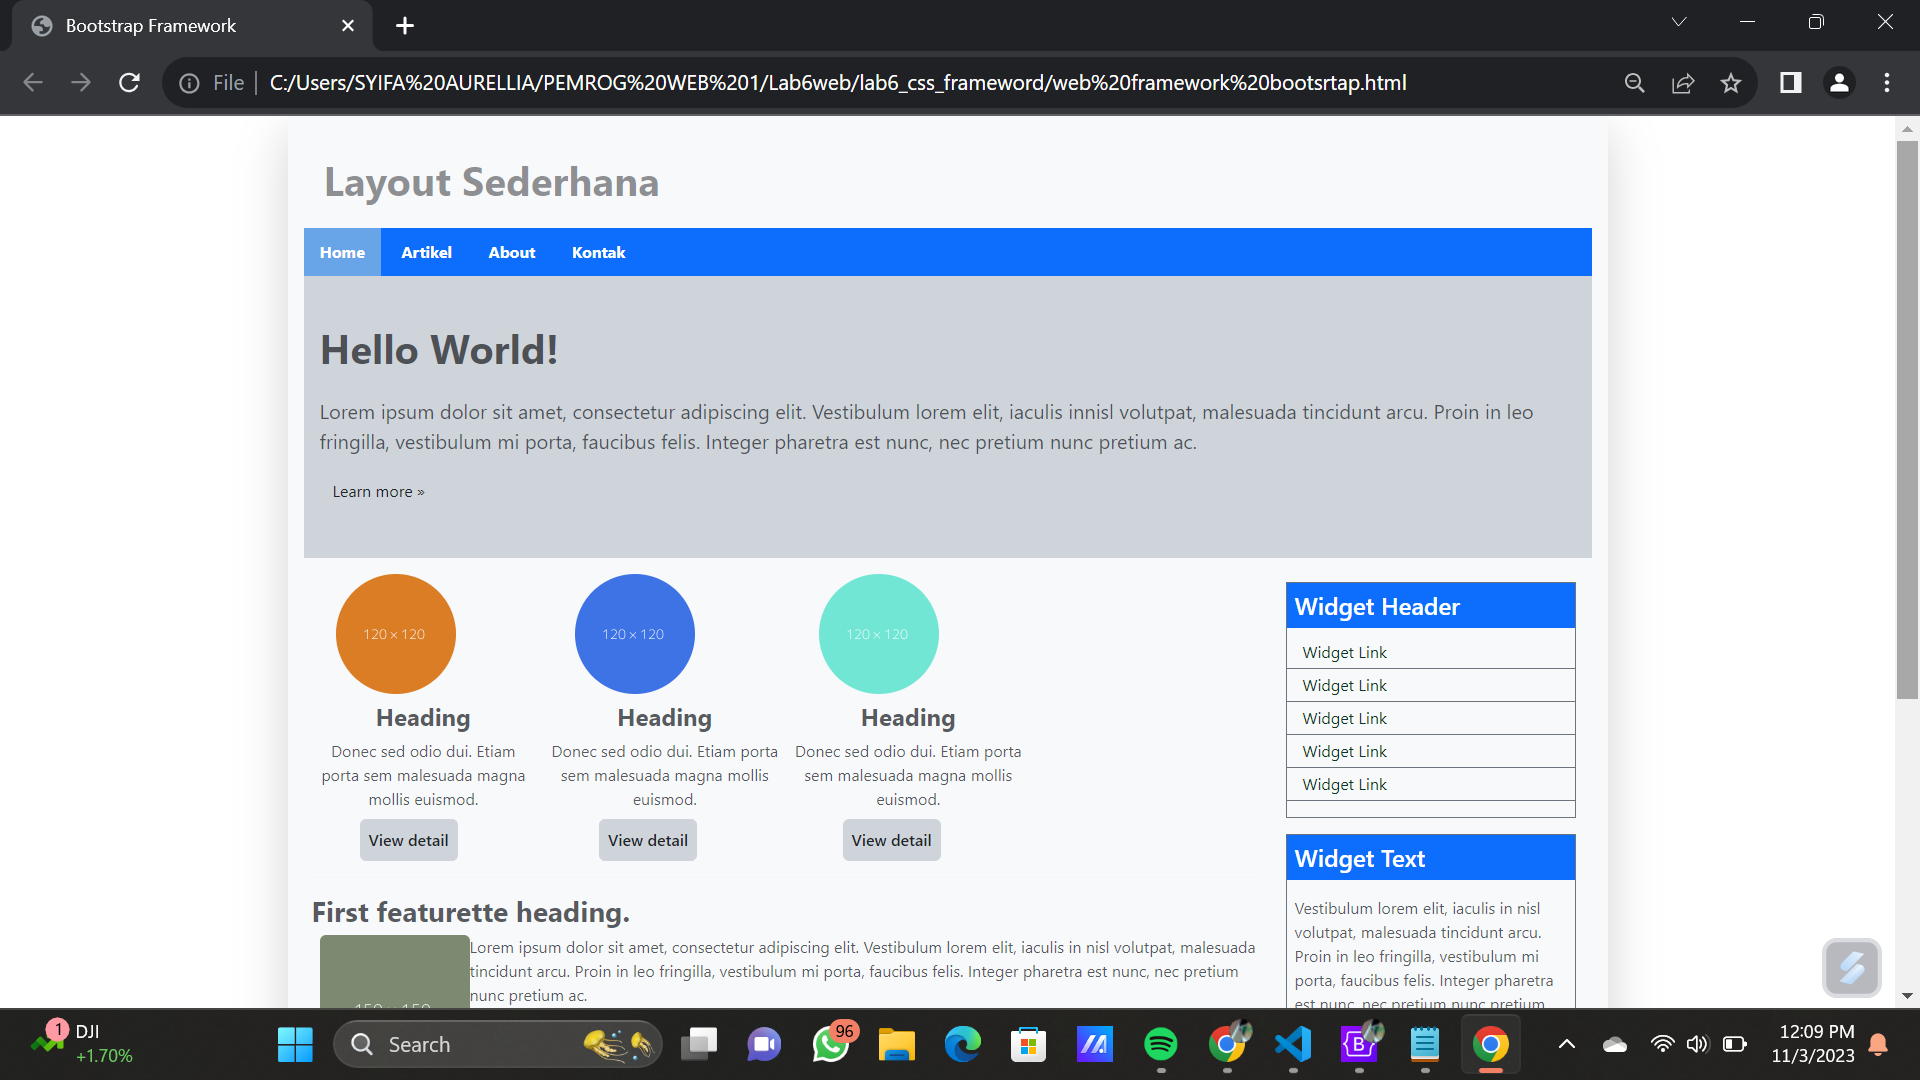 Bootstrap Framework
File
C:/Users/SYIFA%20AURELLIA/PEMROG%20WEB%201/Lab6web/lab6_css_frameword/web%20framework%20bootsrtap.html
Layout Sederhana
Home Artikel About Kontak
Hello World!
Lorem ipsum dolor sit amet, consectetur adipiscing elit. Vestibulum lorem elit, iaculis innisl volutpat, malesuada tincidunt arcu. Proin in leo
fringilla, vestibulum mi porta, faucibus felis. Integer pharetra est nunc, nec pretium nunc pretium ac.
Learn more »
120 × 120
Heading
Donec sed odio dui. Etiam
porta sem malesuada magna
mollis euismod.
View detail
120 × 120
Heading
Donec sed odio dui. Etiam porta
sem malesuada magna mollis
euismod.
View detail
120 × 120
Heading
Donec sed odio dui. Etiam porta
sem malesuada magna mollis
euismod.
View detail
First featurette heading.
Lorem ipsum dolor sit amet, consectetur adipiscing elit. Vestibulum lorem elit, iaculis in nisl volutpat, malesuada
tincidunt arcu. Proin in leo fringilla, vestibulum mi porta, faucibus felis. Integer pharetra est nunc, nec pretium
nunc pretium ac.
Widget Header
Widget Link
Widget Link
Widget Link
Widget Link
Widget Link
Widget Text
Vestibulum lorem elit, iaculis in nisl
volutpat, malesuada tincidunt arcu.
Proin in leo fringilla, vestibulum mi
porta, faucibus felis. Integer pharetra
est nunc, nec pretium nunc pretium
1
DJI
+1.70%
Search
96
12:09 PM
11/3/2023